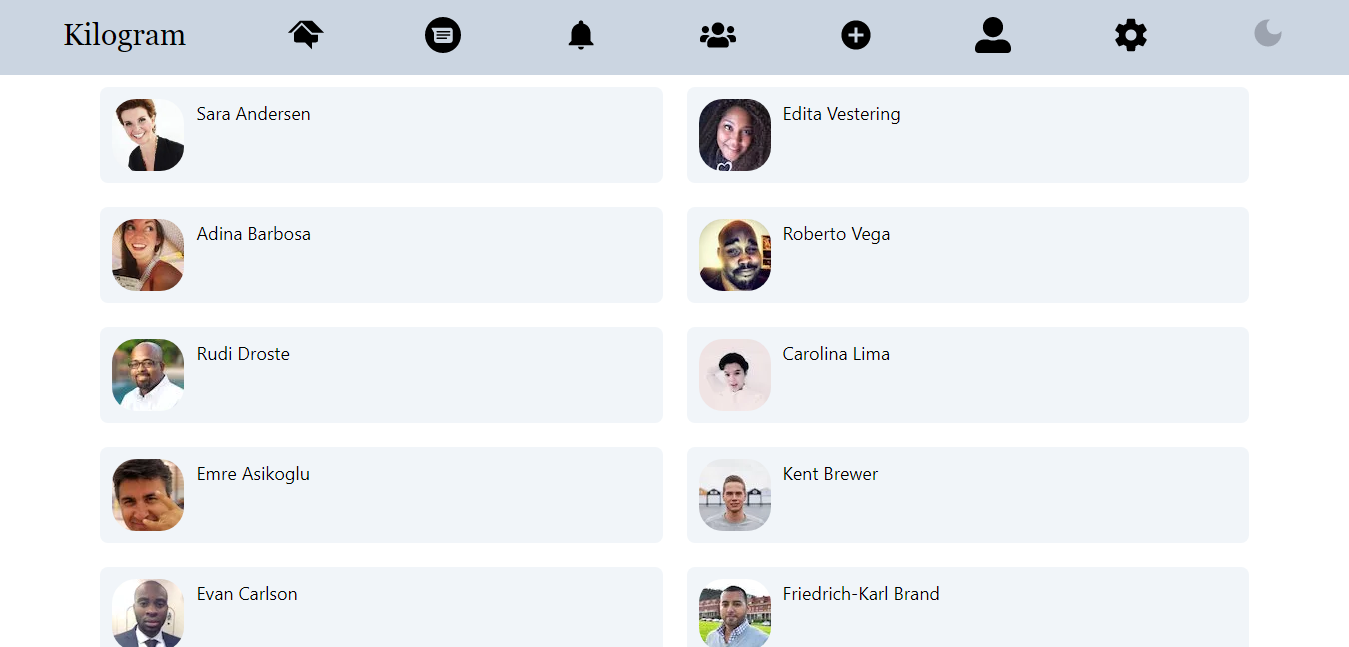 Kilogram
Sara Andersen
Edita Vestering
Adina Barbosa
Roberto Vega
Rudi Droste
Carolina Lima
Emre Asikoglu
Kent Brewer
Evan Carlson
Friedrich-Karl Brand